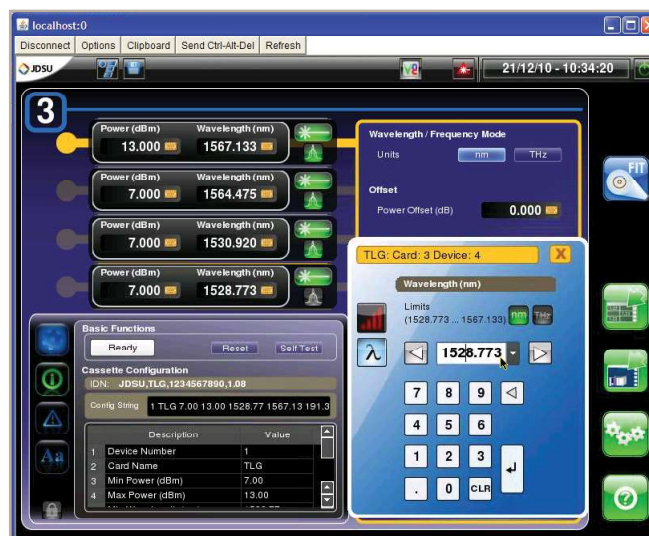 localhost:0
Disconnect Options Clipboard Send Ctrl-Alt-Del Refresh
JDSU
21/12/10 - 10:34:20
3
Power (dBm) Wavelength (nm)
13.000 1567.133
Power (dBm) Wavelength (nm)
7.000 1564.475
Power (dBm) Wavelength (nm)
7.000 1530.920
Power (dBm) Wavelength (nm)
7.000 1528.773
Wavelength / Frequency Mode
Units nm THz
Offset
Power Offset (dB) 0.000
FIT
TLG: Card: 3 Device: 4 X
Wavelength (nm)
Limits
(1528.773 ... 1567.133) nm THz
λ 1528.773
7 8 9
4 5 6
1 2 3
. 0 CLR
Basic Functions
Ready Reset Self Test
Cassette Configuration
IDN: JDSU,TLG,1234567890,1.08
Config String 1 TLG 7.00 13.00 1528.77 1567.13 191.3
Description Value
1 Device Number 1
2 Card Name TLG
3 Min Power (dBm) 7.00
4 Max Power (dBm) 13.00
Aa
?